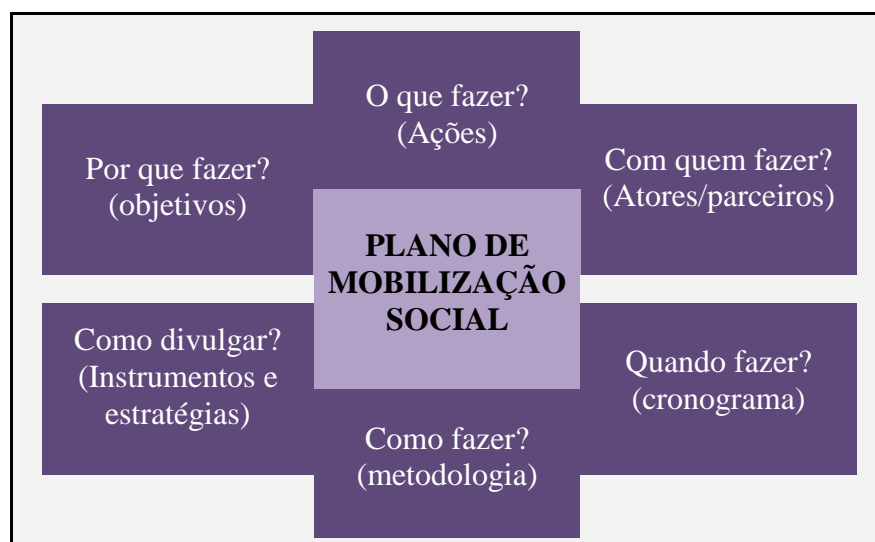 O que fazer?
(Ações)
Por que fazer?
(objetivos)
Com quem fazer?
(Atores/parceiros)
PLANO DE
MOBILIZAÇÃO
SOCIAL
Como divulgar?
(Instrumentos e
estratégias)
Quando fazer?
(cronograma)
Como fazer?
(metodologia)